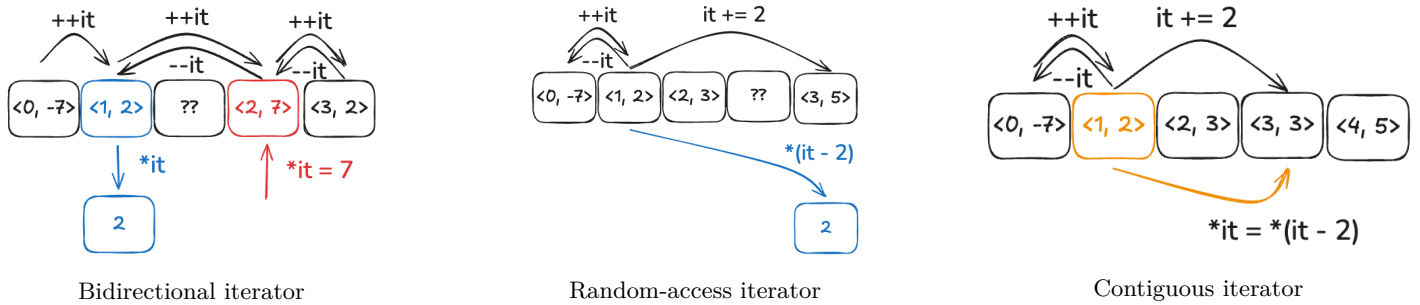 ++it ++it ++it
--it --it
<0, -7> <1, 2> ?? <2, 7> <3, 2>
*it *it = 7
2
Bidirectional iterator
++it it += 2
--it
<0, -7> <1, 2> <2, 3> ?? <3, 5>
*(it - 2)
2
Random-access iterator
++it it += 2
--it
<0, -7> <1, 2> <2, 3> <3, 3> <4, 5>
*it = *(it - 2)
Contiguous iterator